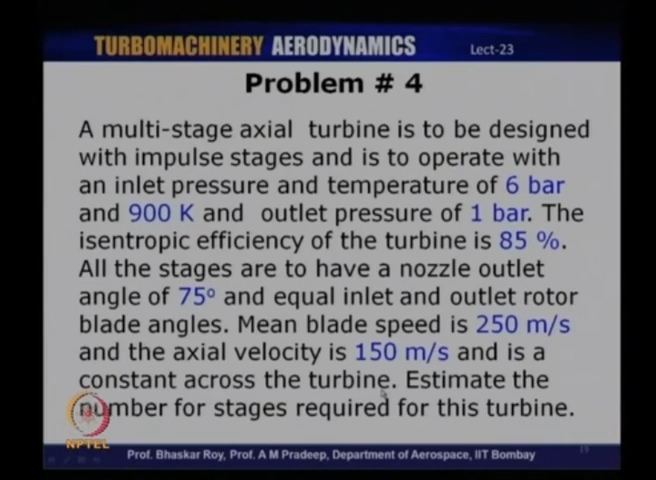 TURBOMACHINERY AERODYNAMICS Lect-23
Problem # 4
A multi-stage axial turbine is to be designed
with impulse stages and is to operate with
an inlet pressure and temperature of 6 bar
and 900 K and outlet pressure of 1 bar. The
isentropic efficiency of the turbine is 85 %.
All the stages are to have a nozzle outlet
angle of 75º and equal inlet and outlet rotor
blade angles. Mean blade speed is 250 m/s
and the axial velocity is 150 m/s and is a
constant across the turbine. Estimate the
number for stages required for this turbine.
NPTEL
Prof. Bhaskar Roy, Prof. A M Pradeep, Department of Aerospace, IIT Bombay